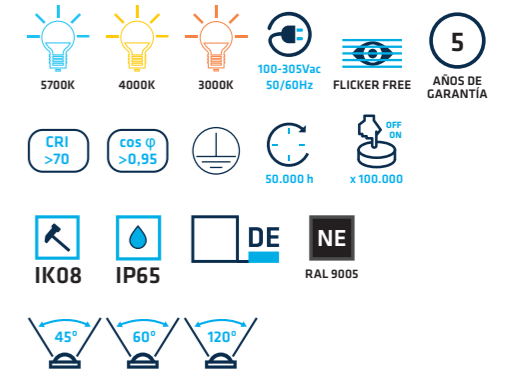 5700K
4000K
3000K
100-305Vac
50/60Hz
FLICKER FREE
5
AÑOS DE
GARANTÍA
CRI
>70
cos φ
>0,95
50.000 h
OFF
ON
x 100.000
IK08
IP65
DE
NE
RAL 9005
45°
60°
120°